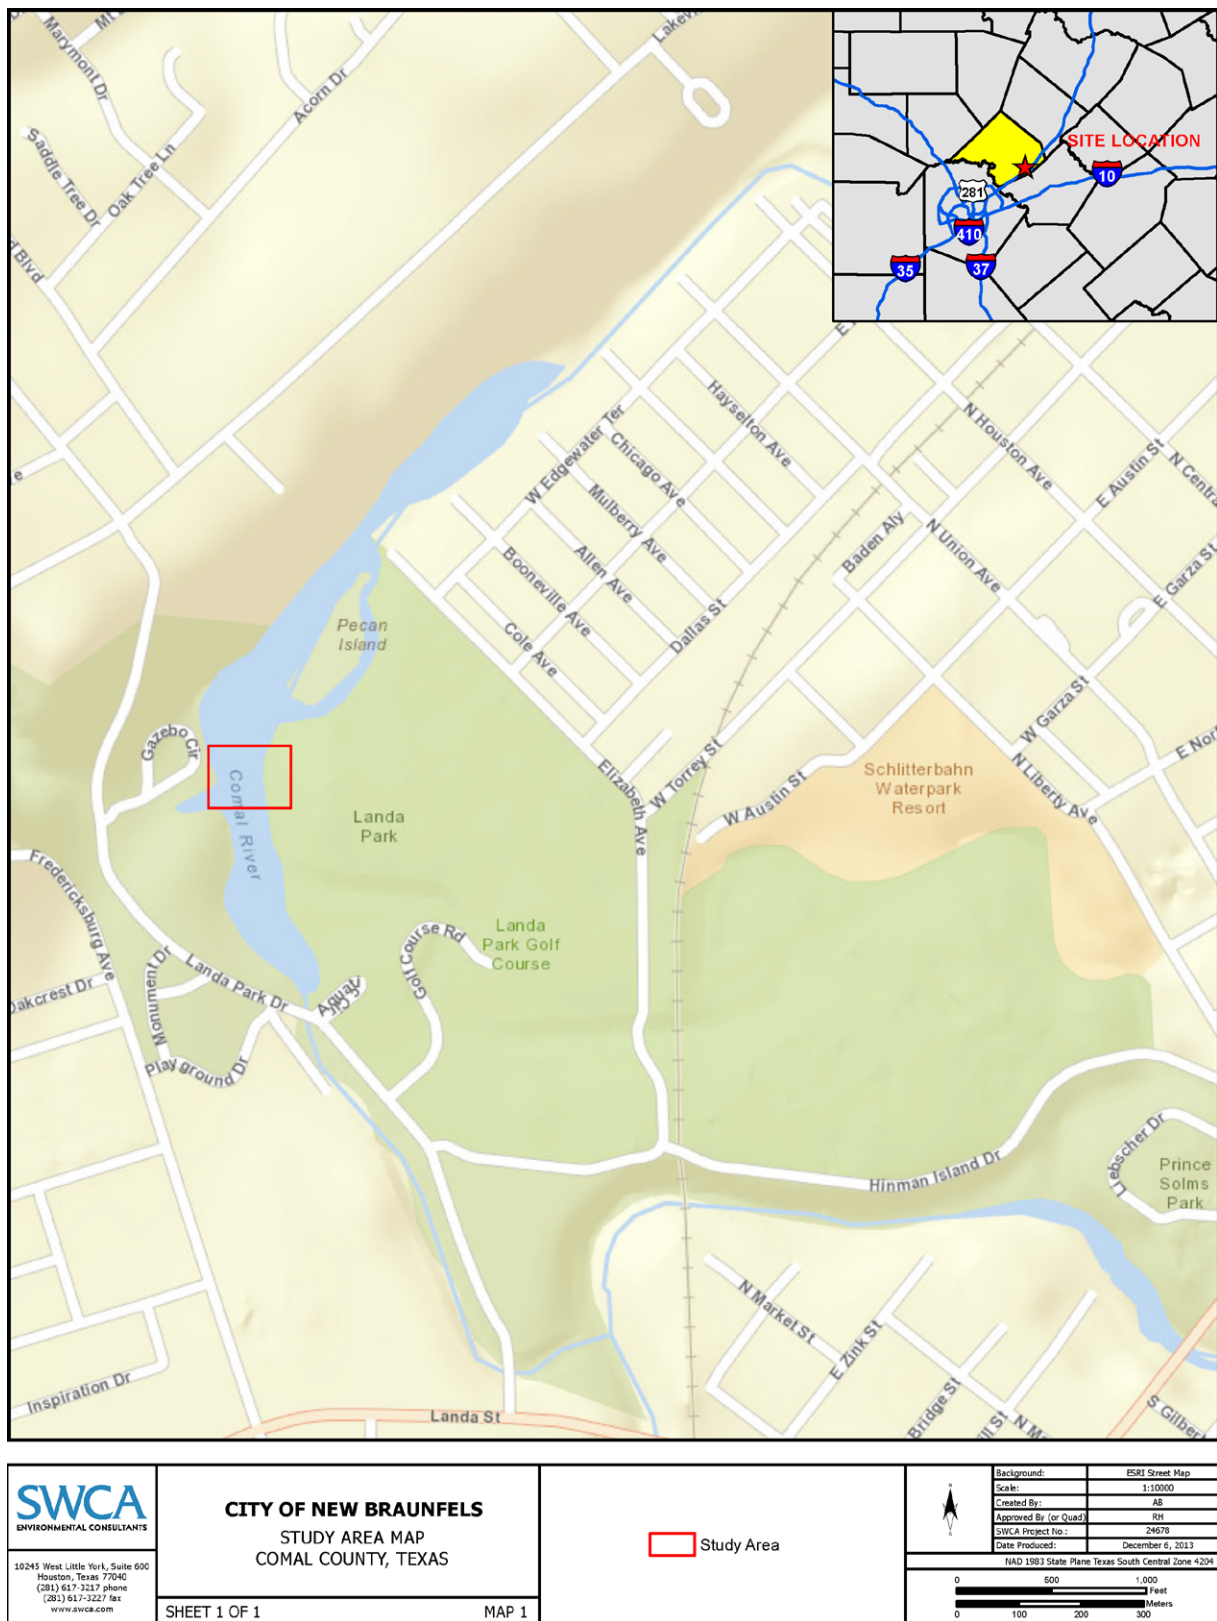 Marymont Dr
Acorn Dr
Saddle Tree Dr
Oak Tree Ln
d Blvd
SITE LOCATION
281
10
410
35
37
Hayselton Ave
W Edgewater Ter
Chicago Ave
Mulberry Ave
Allen Ave
Booneville Ave
Cole Ave
Dallas St
N Houston Ave
E Austin St
N Centra
Baden Aly
N Union Ave
E Garza St
W Garza St
E Nort
N Liberty Ave
Pecan
Island
Gazebo Cir
Comal River
Landa
Park
Elizabeth Ave
W Torrey St
W Austin St
Schlitterbahn
Waterpark
Resort
Fredericksburg Ave
Oakcrest Dr
Monument Dr
Landa Park Dr
Playground Dr
Golf Course Rd
Landa
Park Golf
Course
Hinman Island Dr
Liebscher Dr
Prince
Solms
Park
N Market St
E Zink St
Bridge St
S Gilbert
Inspiration Dr
Landa St
SWCA
ENVIRONMENTAL CONSULTANTS
10245 West Little York, Suite 600
Houston, Texas 77040
(281) 617-3217 phone
(281) 617-3227 fax
www.swca.com
CITY OF NEW BRAUNFELS
STUDY AREA MAP
COMAL COUNTY, TEXAS
SHEET 1 OF 1 MAP 1
Study Area
N
S
Background: ESRI Street Map
Scale: 1:10000
Created By: AB
Approved By (or Quad) RH
SWCA Project No.: 24678
Date Produced: December 6, 2013
NAD 1983 State Plane Texas South Central Zone 4204
0 500 1,000
Feet
Meters
0 100 200 300